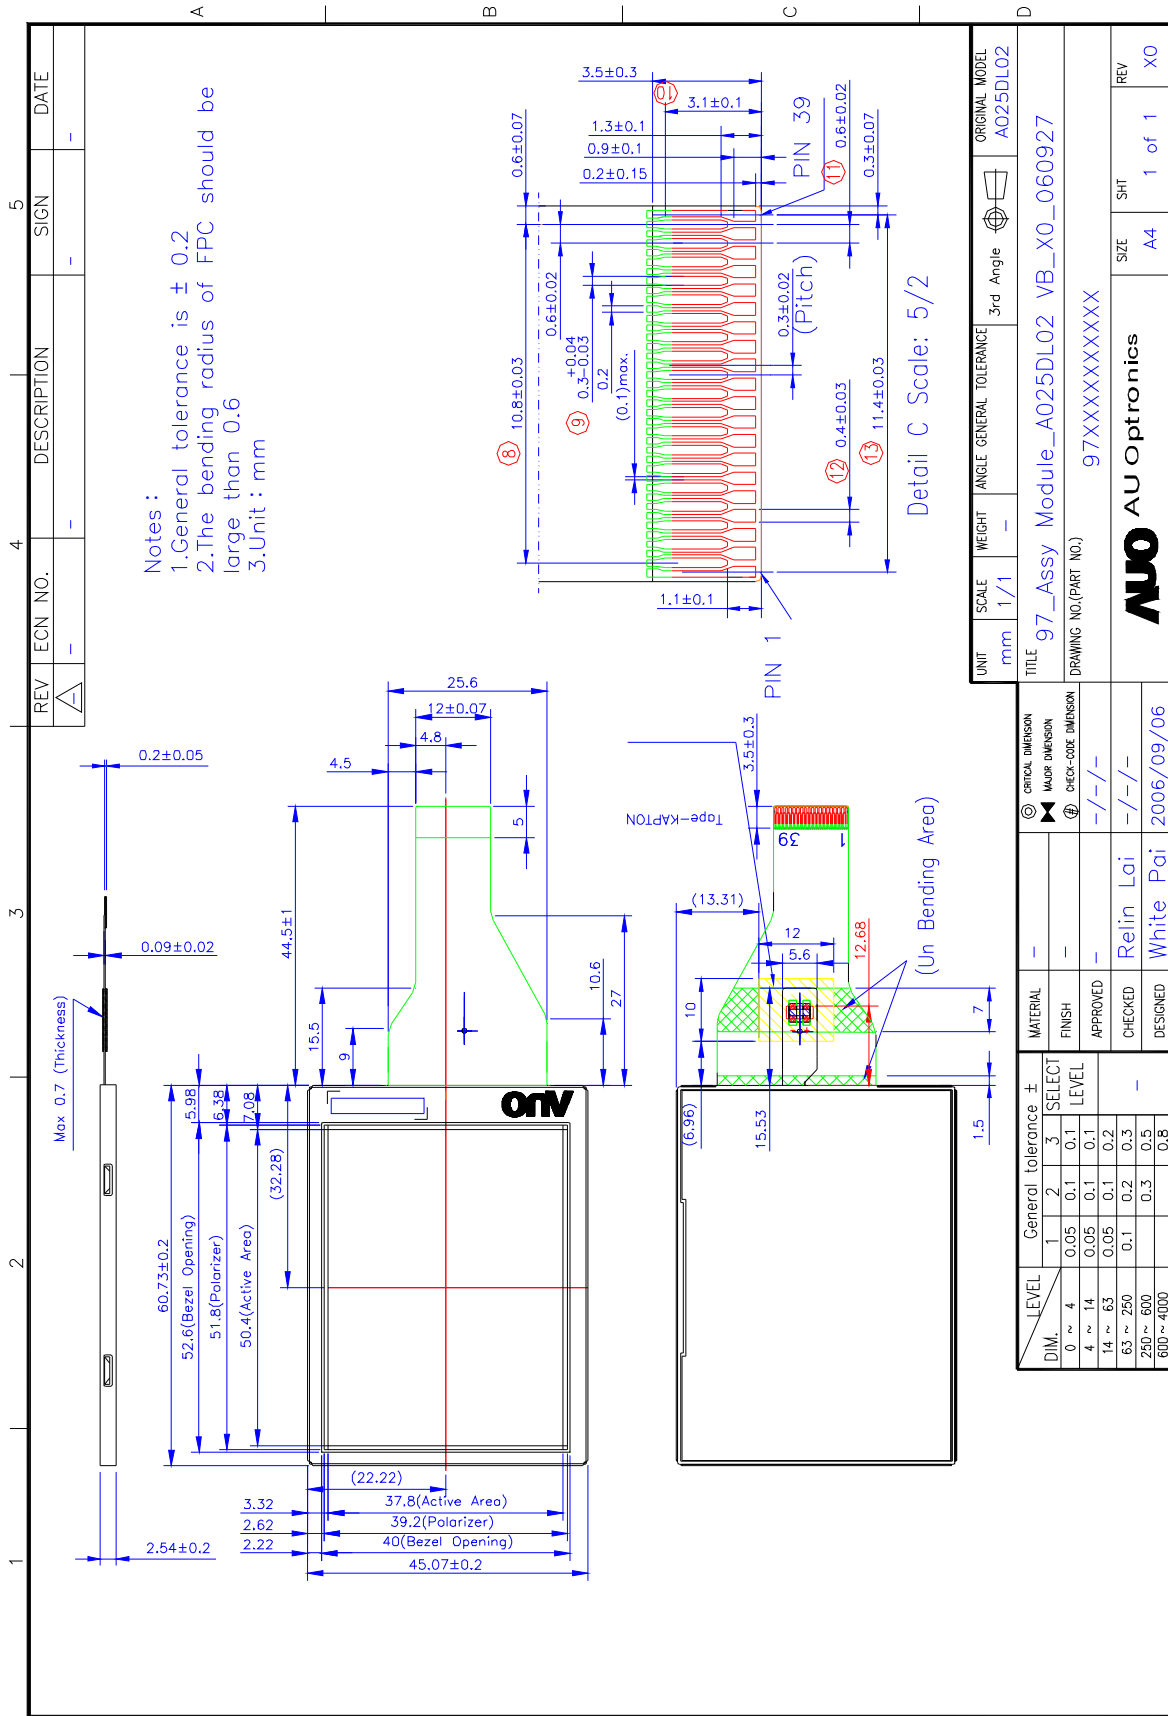 A
B
C
D
5
4
3
2
1
REV
ECN NO.
DESCRIPTION
SIGN
DATE
-
-
-
-
-
Notes :
1.General tolerance is ± 0.2
2.The bending radius of FPC should be
large than 0.6
3.Unit : mm
0.2±0.05
0.09±0.02
Max 0.7 (Thickness)
2.54±0.2
25.6
12±0.07
4.8
4.5
5
44.5±1
15.5
9
10.6
27
5.98
6.38
7.08
(32.28)
60.73±0.2
52.6(Bezel Opening)
51.8(Polarizer)
50.4(Active Area)
AUO
(22.22)
3.32
37.8(Active Area)
2.62
39.2(Polarizer)
2.22
40(Bezel Opening)
45.07±0.2
Tape-KAPTON
3.5±0.3
39
1
(13.31)
12
5.6
12.68
(Un Bending Area)
10
(6.96)
15.53
7
1.5
3.5±0.3
10
3.1±0.1
1.3±0.1
0.9±0.1
0.2±0.15
0.6±0.07
PIN 39
11
0.6±0.02
0.3±0.07
8
10.8±0.03
0.6±0.02
9
+0.04
0.3-0.03
0.2
(0.1)max.
0.3±0.02
(Pitch)
12
0.4±0.03
13
11.4±0.03
1.1±0.1
PIN 1
Detail C Scale: 5/2
UNIT
mm
SCALE
1/1
WEIGHT
-
ANGLE GENERAL TOLERANCE
3rd Angle
ORIGINAL MODEL
A025DL02
TITLE
97_Assy Module_A025DL02 VB_X0_060927
DRAWING NO.(PART NO.)
97XXXXXXXXXX
AUO AU Optronics
SIZE
A4
SHT
1 of 1
REV
X0
CRITICAL DIMENSION
MAJOR DIMENSION
CHECK-CODE DIMENSION
MATERIAL
-
FINISH
-
APPROVED
-
-/-/-
CHECKED
Relin Lai
-/-/-
DESIGNED
White Pai
2006/09/06
LEVEL
DIM.
General tolerance ±
1
2
3
SELECT
LEVEL
-
0 ~ 4
0.05
0.1
0.1
4 ~ 14
0.05
0.1
0.1
14 ~ 63
0.05
0.1
0.2
63 ~ 250
0.1
0.2
0.3
250 ~ 600
0.3
0.5
600 ~ 4000
0.8